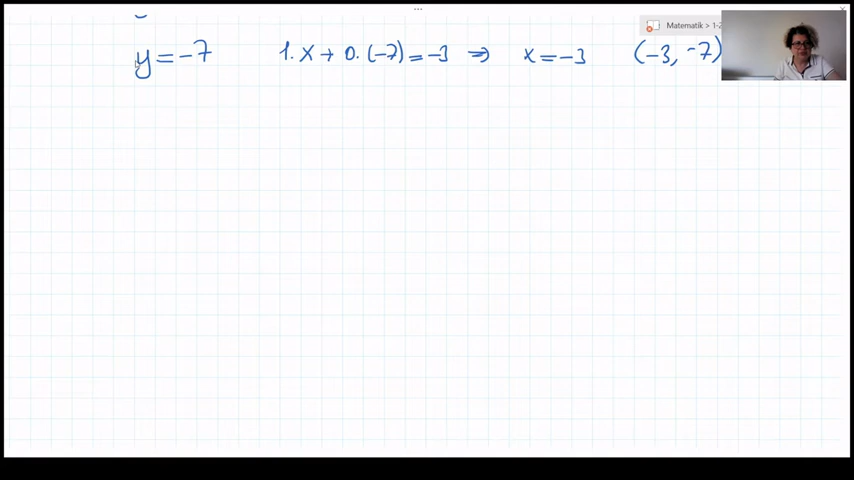 Matematik > 1-2
y = -7 1. x + 0. (-7) = -3 ⇒ x = -3 (-3, -7)